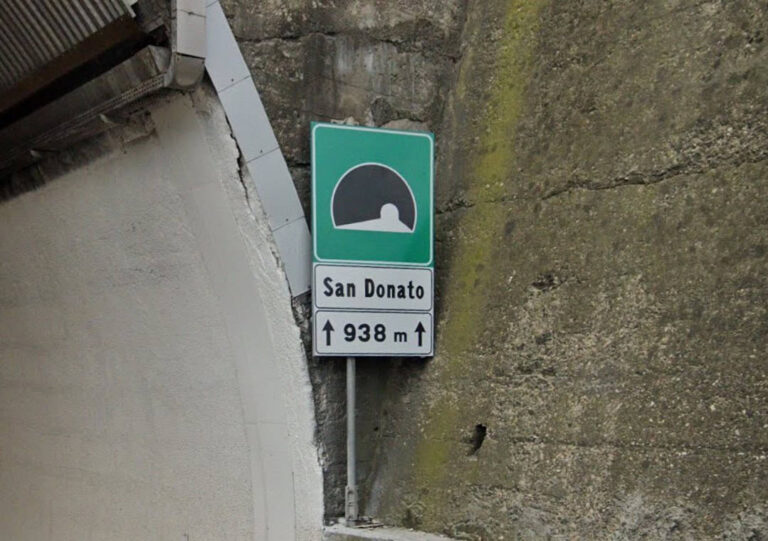 San Donato
↑ 938 m ↑